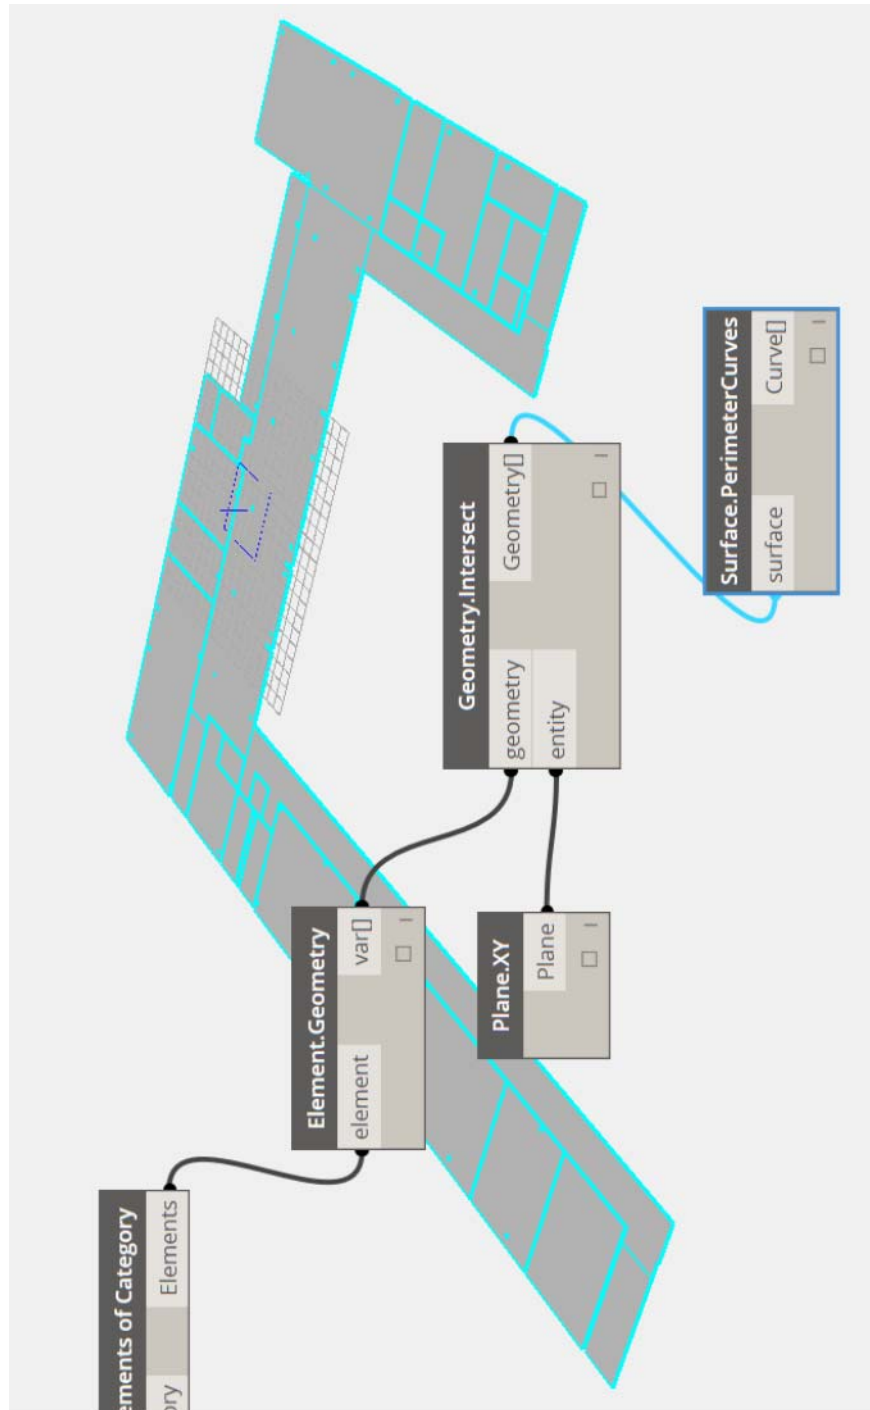 ements of Category
ory
Elements
Element.Geometry
element
var[]
Plane.XY
Plane
Geometry.Intersect
geometry
Geometry[]
entity
Surface.PerimeterCurves
surface
Curve[]